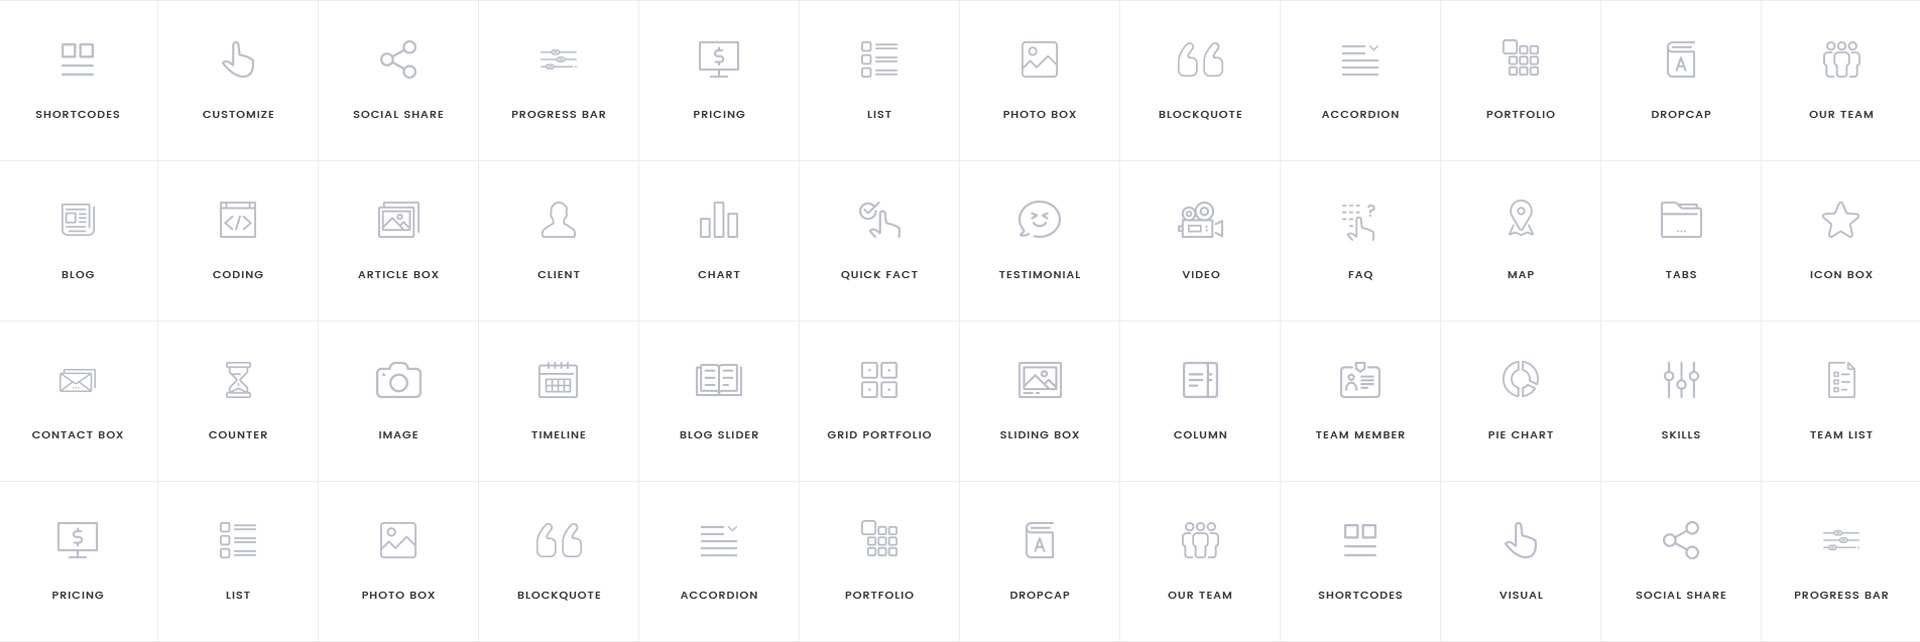 SHORTCODES CUSTOMIZE SOCIAL SHARE PROGRESS BAR PRICING LIST PHOTO BOX BLOCKQUOTE ACCORDION PORTFOLIO DROPCAP OUR TEAM
BLOG CODING ARTICLE BOX CLIENT CHART QUICK FACT TESTIMONIAL VIDEO FAQ MAP TABS ICON BOX
CONTACT BOX COUNTER IMAGE TIMELINE BLOG SLIDER GRID PORTFOLIO SLIDING BOX COLUMN TEAM MEMBER PIE CHART SKILLS TEAM LIST
PRICING LIST PHOTO BOX BLOCKQUOTE ACCORDION PORTFOLIO DROPCAP OUR TEAM SHORTCODES VISUAL SOCIAL SHARE PROGRESS BAR